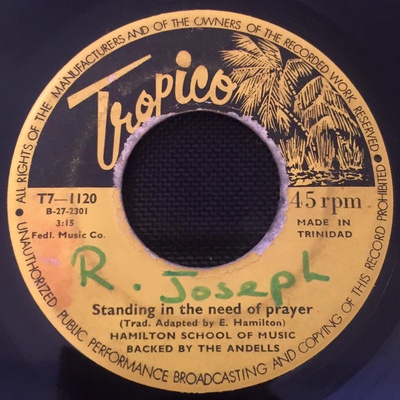 ALL RIGHTS OF THE MANUFACTURERS AND OF THE OWNERS OF THE RECORDED WORK RESERVED
UNAUTHORIZED PUBLIC PERFORMANCE BROADCASTING AND COPYING OF THIS RECORD PROHIBITED
Tropico
T7—1120
B-27-2301
3:15
Fedl. Music Co.
45 rpm
MADE IN
TRINIDAD
R. Joseph
Standing in the need of prayer
(Trad. Adapted by E. Hamilton)
HAMILTON SCHOOL OF MUSIC
BACKED BY THE ANDELLS